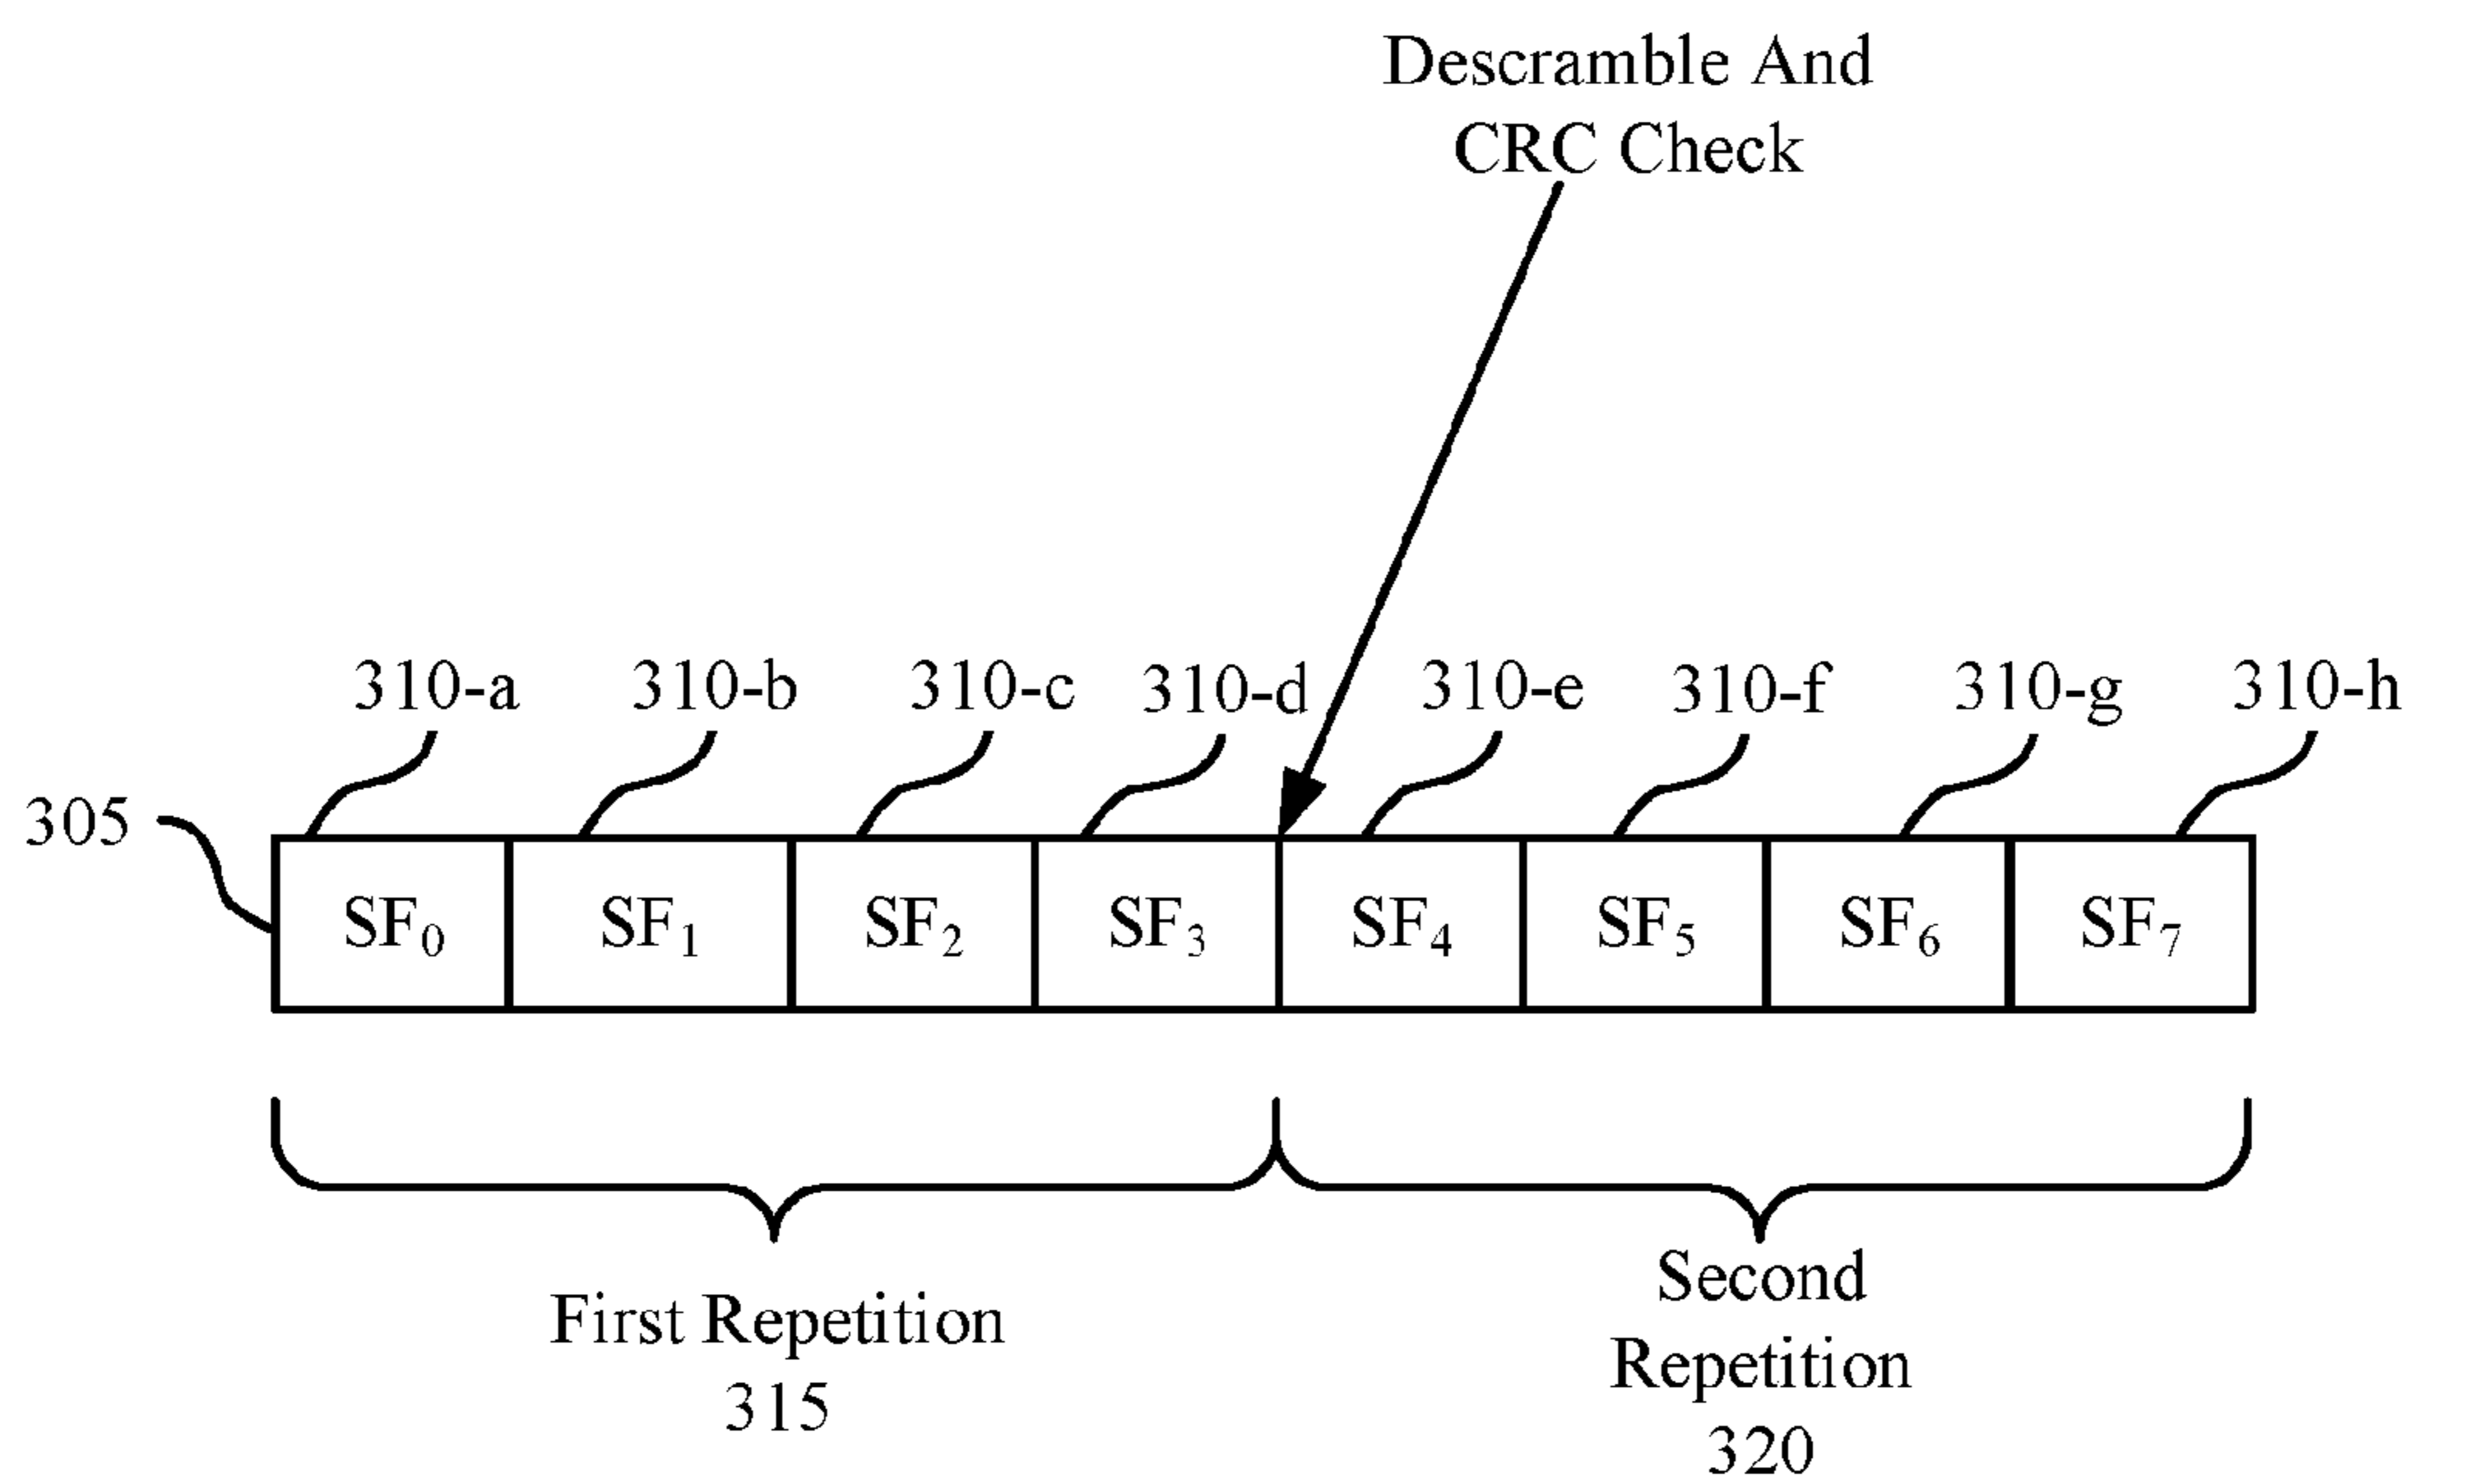 Descramble And
CRC Check
310-a 310-b 310-c 310-d 310-e 310-f 310-g 310-h
305
SF0 SF1 SF2 SF3 SF4 SF5 SF6 SF7
First Repetition
315
Second
Repetition
320